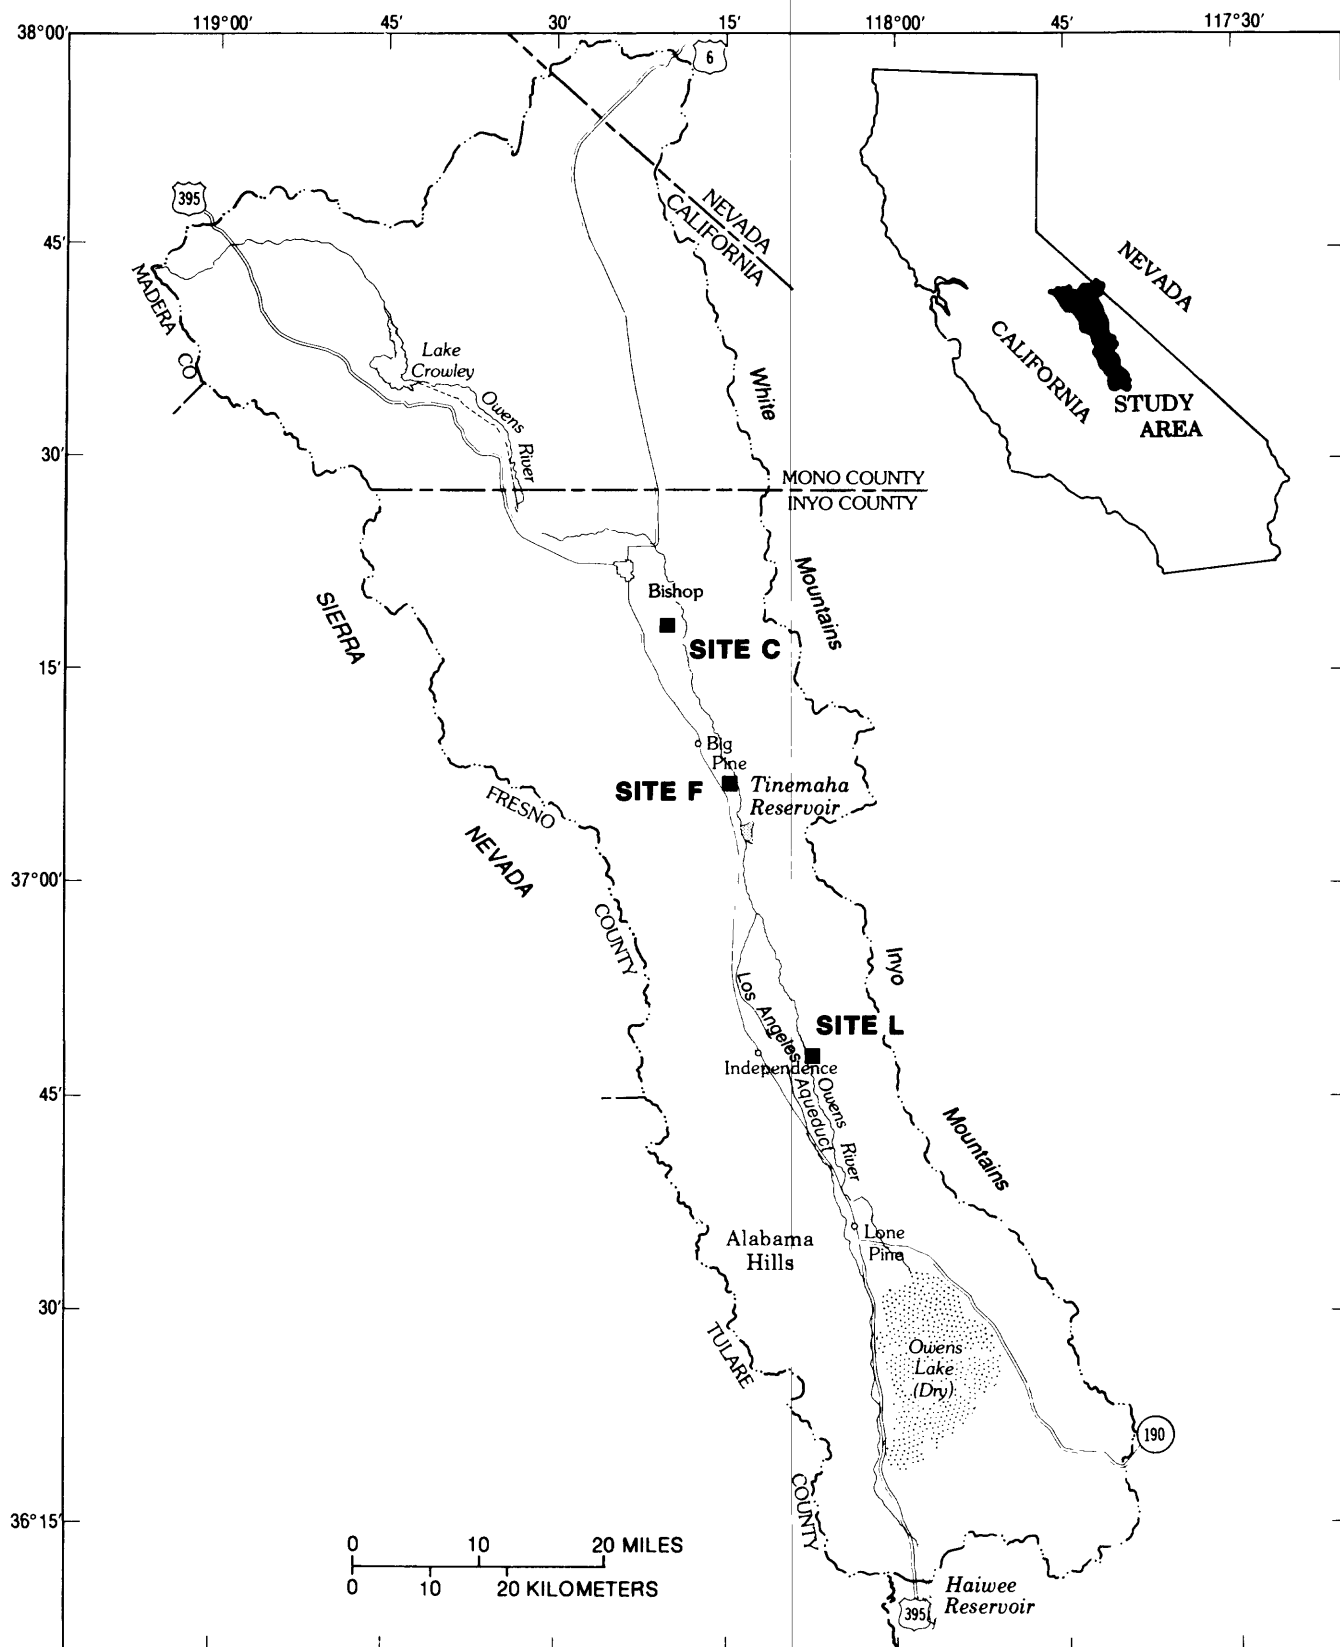 119°00′
45′
30′
15′
118°00′
45′
117°30′
38°00′
6
395
NEVADA
CALIFORNIA
45′
MADERA
CO
NEVADA
CALIFORNIA
STUDY
AREA
Lake
Crowley
Owens
River
White
30′
MONO COUNTY
INYO COUNTY
Bishop
SITE C
Mountains
SIERRA
15′
Big
Pine
SITE F
Tinemaha
Reservoir
FRESNO
NEVADA
37°00′
COUNTY
Inyo
Los Angeles
Aqueduct
SITE L
Independence
Owens
River
45′
Mountains
Alabama
Hills
Lone
Pine
30′
TULARE
Owens
Lake
(Dry)
190
COUNTY
36°15′
0 10 20 MILES
0 10 20 KILOMETERS
Haiwee
Reservoir
395